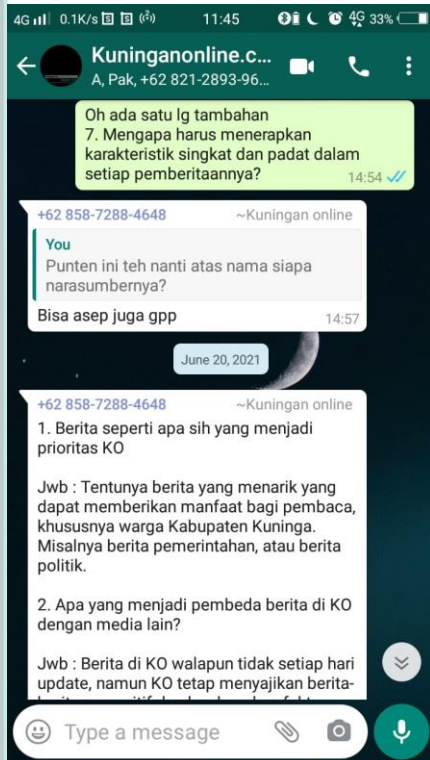 4G 0.1K/s 11:45 4G 33%
Kuninganonline.c...
A, Pak, +62 821-2893-96...
Oh ada satu lg tambahan
7. Mengapa harus menerapkan
karakteristik singkat dan padat dalam
setiap pemberitaannya?
14:54
+62 858-7288-4648 ~Kuningan online
You
Punten ini teh nanti atas nama siapa
narasumbernya?
Bisa asep juga gpp
14:57
June 20, 2021
+62 858-7288-4648 ~Kuningan online
1. Berita seperti apa sih yang menjadi
prioritas KO
Jwb : Tentunya berita yang menarik yang
dapat memberikan manfaat bagi pembaca,
khususnya warga Kabupaten Kuninga.
Misalnya berita pemerintahan, atau berita
politik.
2. Apa yang menjadi pembeda berita di KO
dengan media lain?
Jwb : Berita di KO walapun tidak setiap hari
update, namun KO tetap menyajikan berita-
Type a message